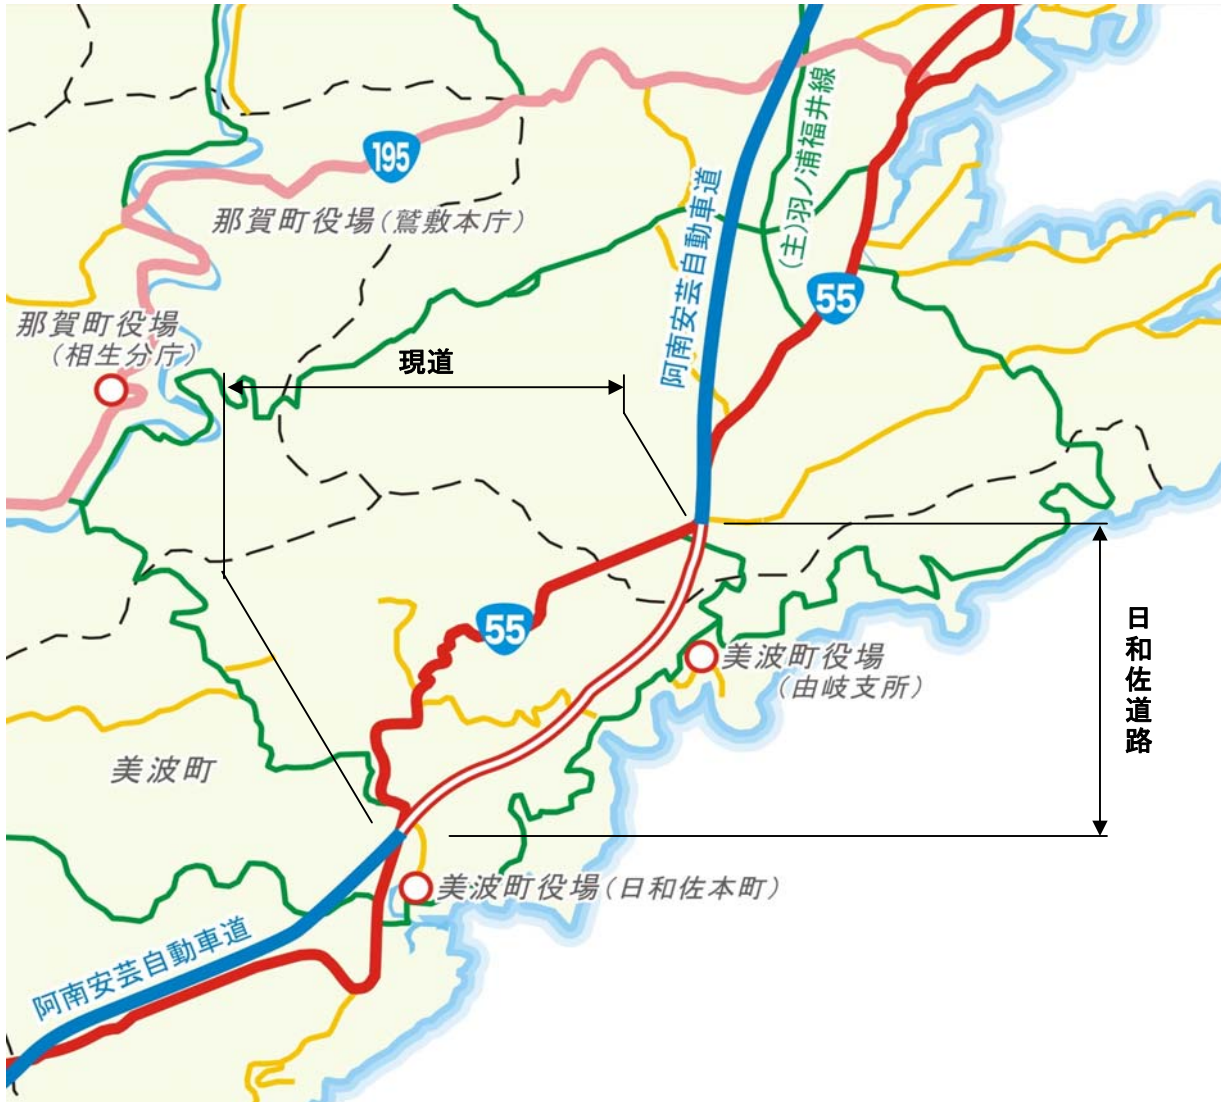 (主)羽ノ浦福井線
195
阿南安芸自動車道
那賀町役場(鷲敷本庁)
55
那賀町役場
(相生分庁)
現道
55
日和佐道路
美波町役場
(由岐支所)
美波町
美波町役場(日和佐本町)
阿南安芸自動車道